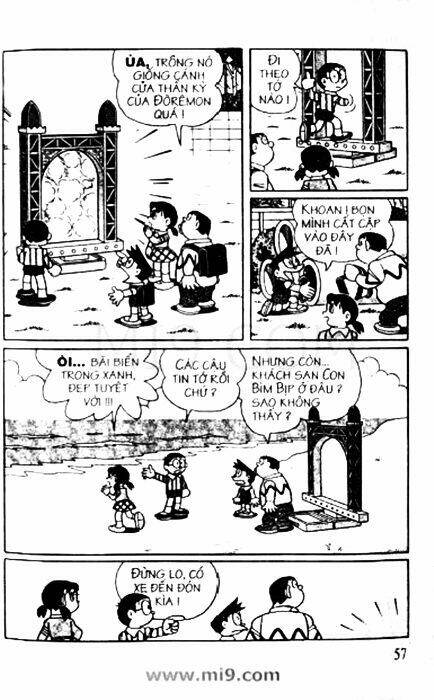 ỦA, TRÔNG NÓ
GIỐNG CÁNH
CỬA THẦN KỲ
CỦA ĐÔRÊMON
QUÁ !
ĐI
THEO
TỚ
NÀO !
KHOAN ! BỌN
MÌNH CẤT CẶP
VÀO ĐÂY
ĐÃ !
ÔI... BÃI BIỂN
TRONG XANH,
ĐẸP TUYỆT
VỜI !!!
CÁC CẬU
TIN TỚ RỒI
CHỨ ?
NHƯNG CÒN...
KHÁCH SẠN CON
BÌM BỊP Ở ĐÂU ?
SAO KHÔNG
THẤY ?
ĐỪNG LO, CÓ
XE ĐẾN ĐÓN
KÌA !
57
www.mi9.com